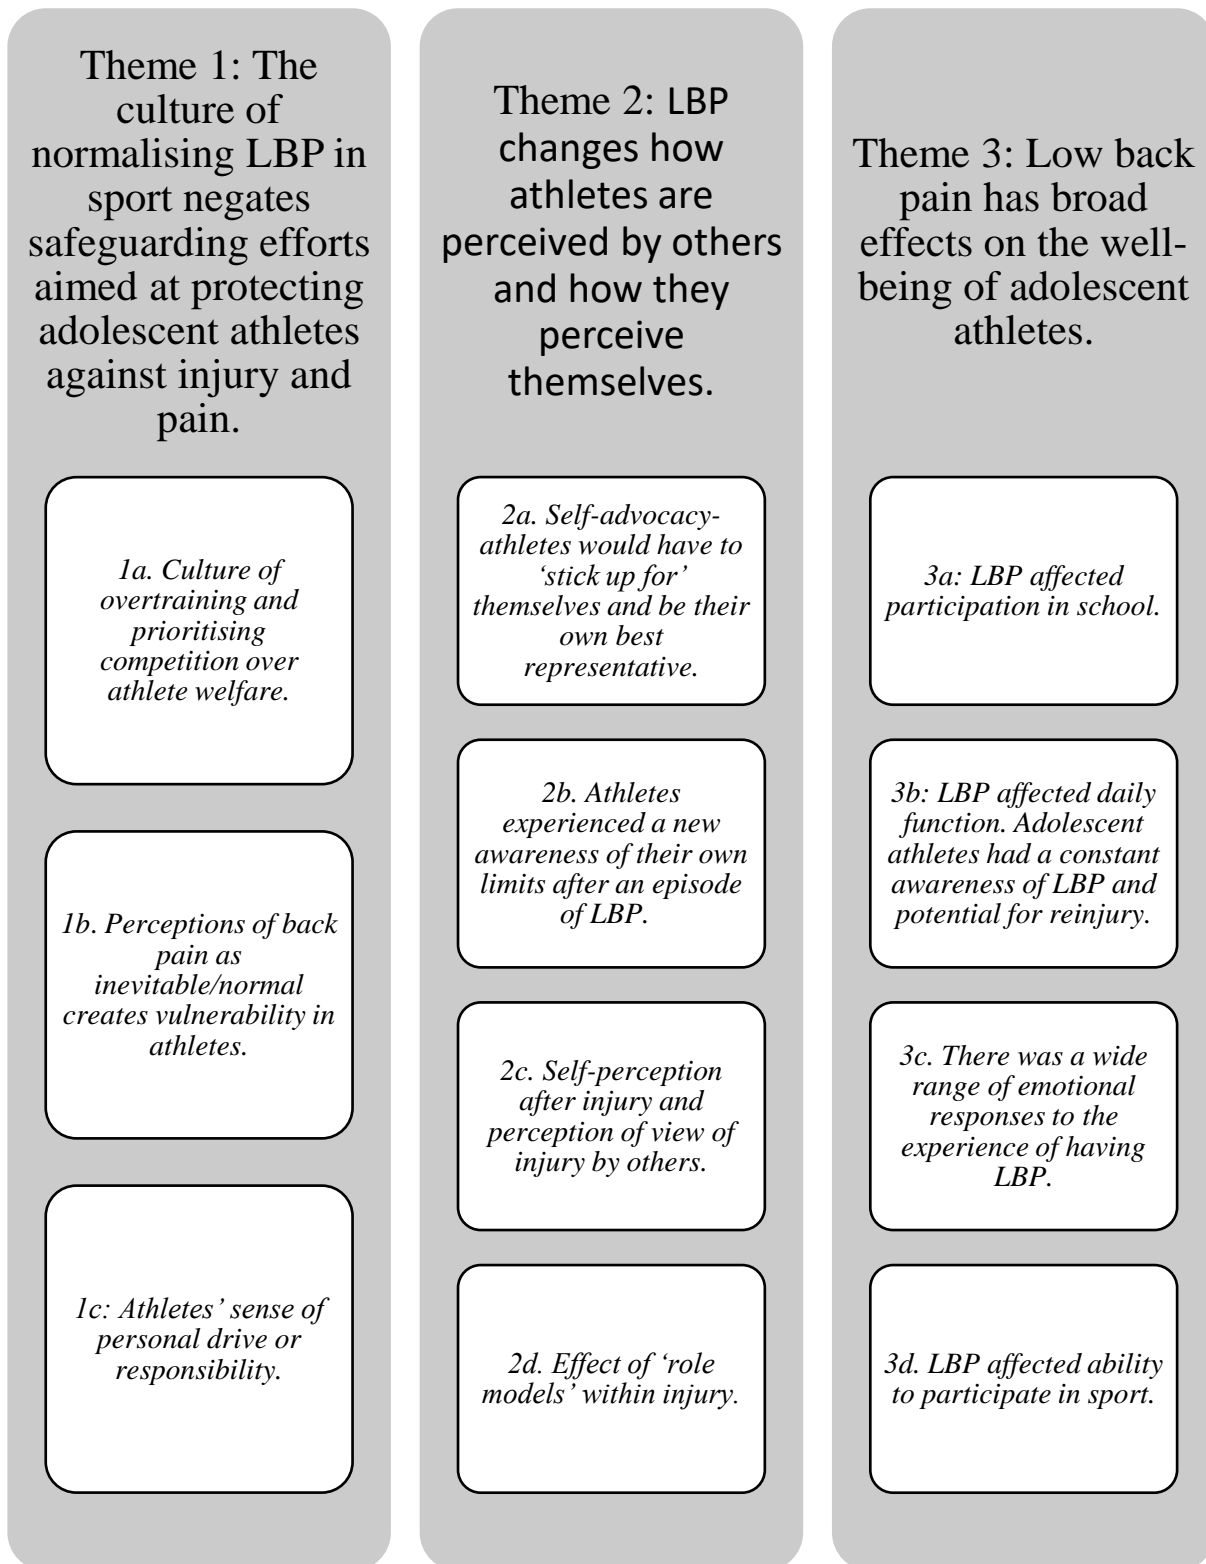 Theme 1: The
culture of
normalising LBP in
sport negates
safeguarding efforts
aimed at protecting
adolescent athletes
against injury and
pain.
1a. Culture of
overtraining and
prioritising
competition over
athlete welfare.
1b. Perceptions of back
pain as
inevitable/normal
creates vulnerability in
athletes.
1c: Athletes’ sense of
personal drive or
responsibility.
Theme 2: LBP
changes how
athletes are
perceived by others
and how they
perceive
themselves.
2a. Self-advocacy-
athletes would have to
‘stick up for’
themselves and be their
own best
representative.
2b. Athletes
experienced a new
awareness of their own
limits after an episode
of LBP.
2c. Self-perception
after injury and
perception of view of
injury by others.
2d. Effect of ‘role
models’ within injury.
Theme 3: Low back
pain has broad
effects on the well-
being of adolescent
athletes.
3a: LBP affected
participation in school.
3b: LBP affected daily
function. Adolescent
athletes had a constant
awareness of LBP and
potential for reinjury.
3c. There was a wide
range of emotional
responses to the
experience of having
LBP.
3d. LBP affected ability
to participate in sport.